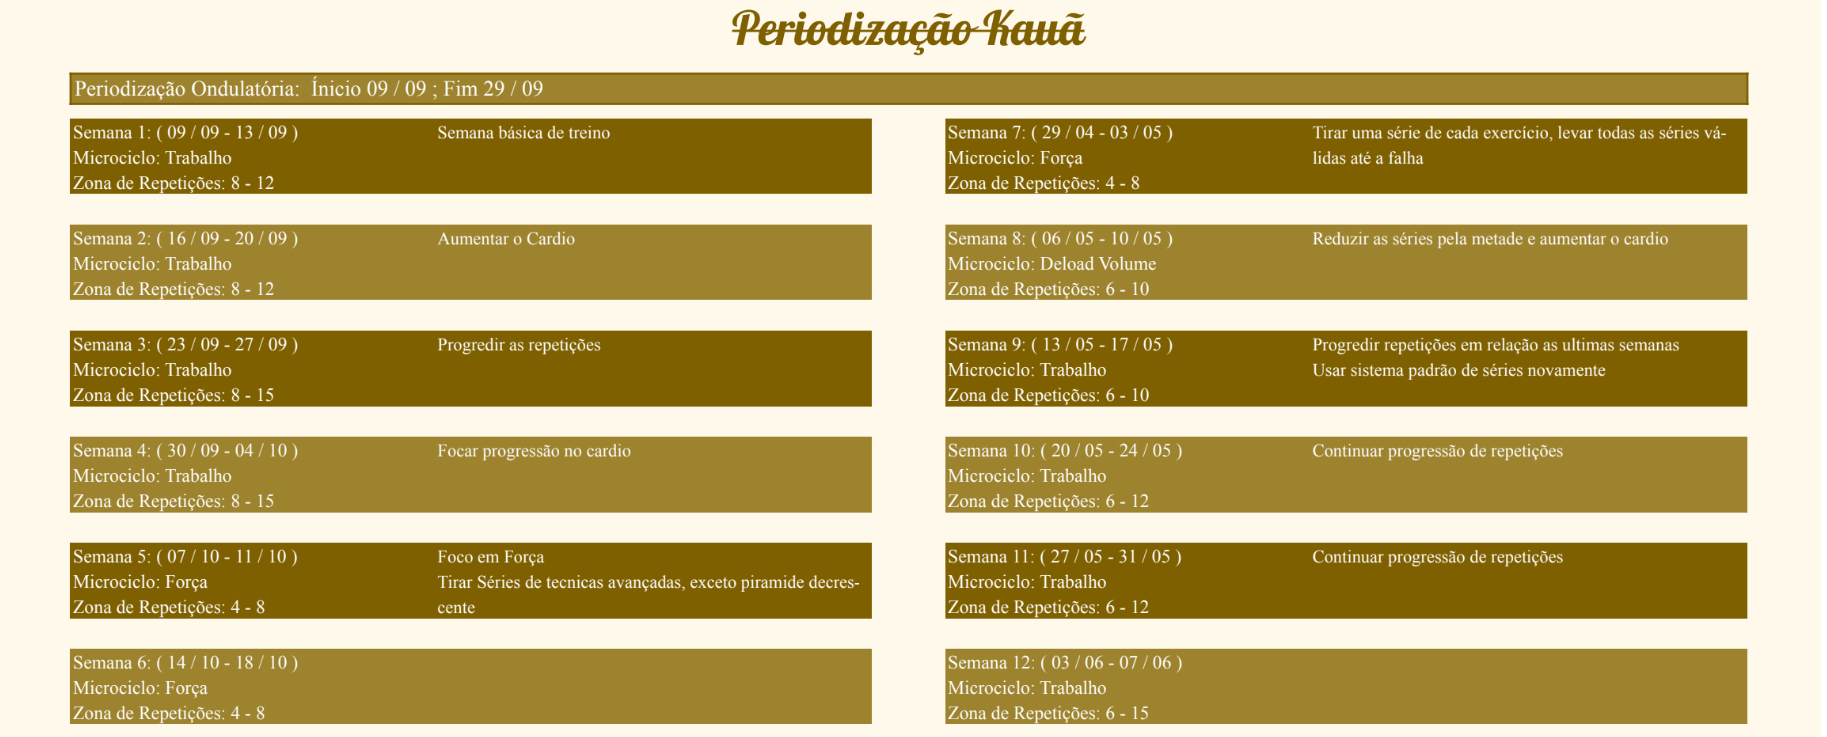 Periodização Kauã
Periodização Ondulatória:  Ínicio 09 / 09 ; Fim 29 / 09
Semana 1: ( 09 / 09 - 13 / 09 )
Microciclo: Trabalho
Zona de Repetições: 8 - 12
Semana básica de treino
Semana 2: ( 16 / 09 - 20 / 09 )
Microciclo: Trabalho
Zona de Repetições: 8 - 12
Aumentar o Cardio
Semana 3: ( 23 / 09 - 27 / 09 )
Microciclo: Trabalho
Zona de Repetições: 8 - 15
Progredir as repetições
Semana 4: ( 30 / 09 - 04 / 10 )
Microciclo: Trabalho
Zona de Repetições: 8 - 15
Focar progressão no cardio
Semana 5: ( 07 / 10 - 11 / 10 )
Microciclo: Força
Zona de Repetições: 4 - 8
Foco em Força
Tirar Séries de tecnicas avançadas, exceto piramide decres-
cente
Semana 6: ( 14 / 10 - 18 / 10 )
Microciclo: Força
Zona de Repetições: 4 - 8
Semana 7: ( 29 / 04 - 03 / 05 )
Microciclo: Força
Zona de Repetições: 4 - 8
Tirar uma série de cada exercício, levar todas as séries vá-
lidas até a falha
Semana 8: ( 06 / 05 - 10 / 05 )
Microciclo: Deload Volume
Zona de Repetições: 6 - 10
Reduzir as séries pela metade e aumentar o cardio
Semana 9: ( 13 / 05 - 17 / 05 )
Microciclo: Trabalho
Zona de Repetições: 6 - 10
Progredir repetições em relação as ultimas semanas
Usar sistema padrão de séries novamente
Semana 10: ( 20 / 05 - 24 / 05 )
Microciclo: Trabalho
Zona de Repetições: 6 - 12
Continuar progressão de repetições
Semana 11: ( 27 / 05 - 31 / 05 )
Microciclo: Trabalho
Zona de Repetições: 6 - 12
Continuar progressão de repetições
Semana 12: ( 03 / 06 - 07 / 06 )
Microciclo: Trabalho
Zona de Repetições: 6 - 15